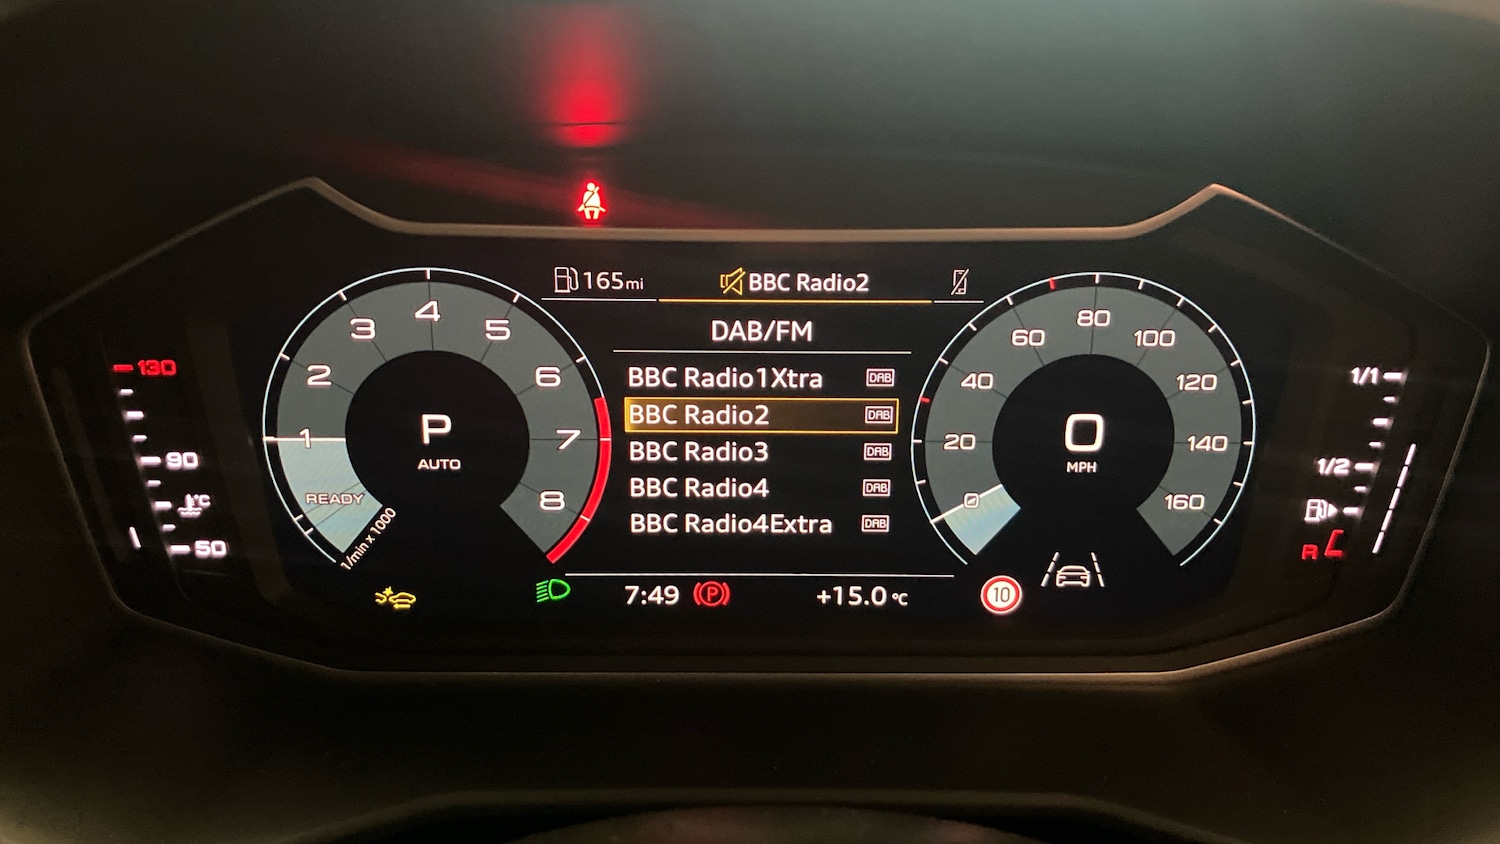 165mi
BBC Radio2
DAB/FM
BBC Radio1Xtra DAB
BBC Radio2 DAB
BBC Radio3 DAB
BBC Radio4 DAB
BBC Radio4Extra DAB
7:49
P
+15.0 °C
130
90
°C
50
READY
1
2
3
4
5
6
7
8
1/min x 1000
P
AUTO
0
20
40
60
80
100
120
140
160
0
MPH
10
1/1
1/2
R